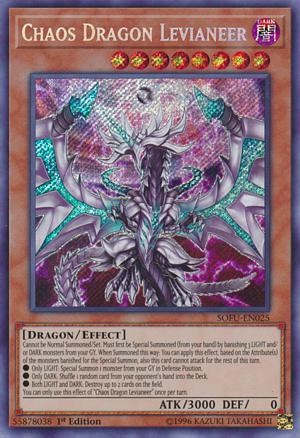 CHAOS DRAGON LEVIANEER
DARK
闇
SOFU-EN025
[DRAGON/EFFECT]
Cannot be Normal Summoned/Set. Must first be Special Summoned (from your hand) by banishing 3 LIGHT and/
or DARK monsters from your GY. When Summoned this way: You can apply this effect, based on the Attribute(s)
of the monsters banished for the Special Summon, also this card cannot attack for the rest of this turn.
● Only LIGHT: Special Summon 1 monster from your GY in Defense Position.
● Only DARK: Shuffle 1 random card from your opponent's hand into the Deck.
● Both LIGHT and DARK: Destroy up to 2 cards on the field.
You can only use this effect of "Chaos Dragon Levianeer" once per turn.
ATK/3000 DEF/ 0
55878038 1st Edition ©1996 KAZUKI TAKAHASHI